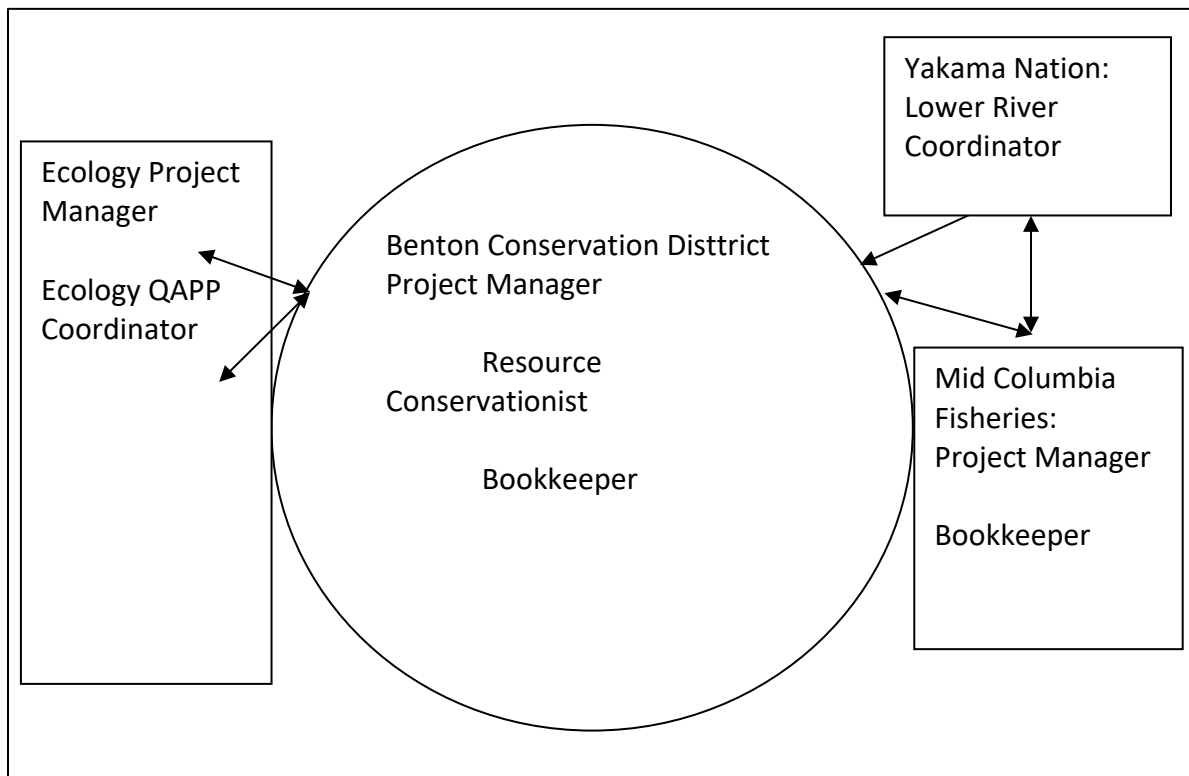 Ecology Project
Manager
Ecology QAPP
Coordinator
Benton Conservation Disttrict
Project Manager
Resource
Conservationist
Bookkeeper
Yakama Nation:
Lower River
Coordinator
Mid Columbia
Fisheries:
Project Manager
Bookkeeper